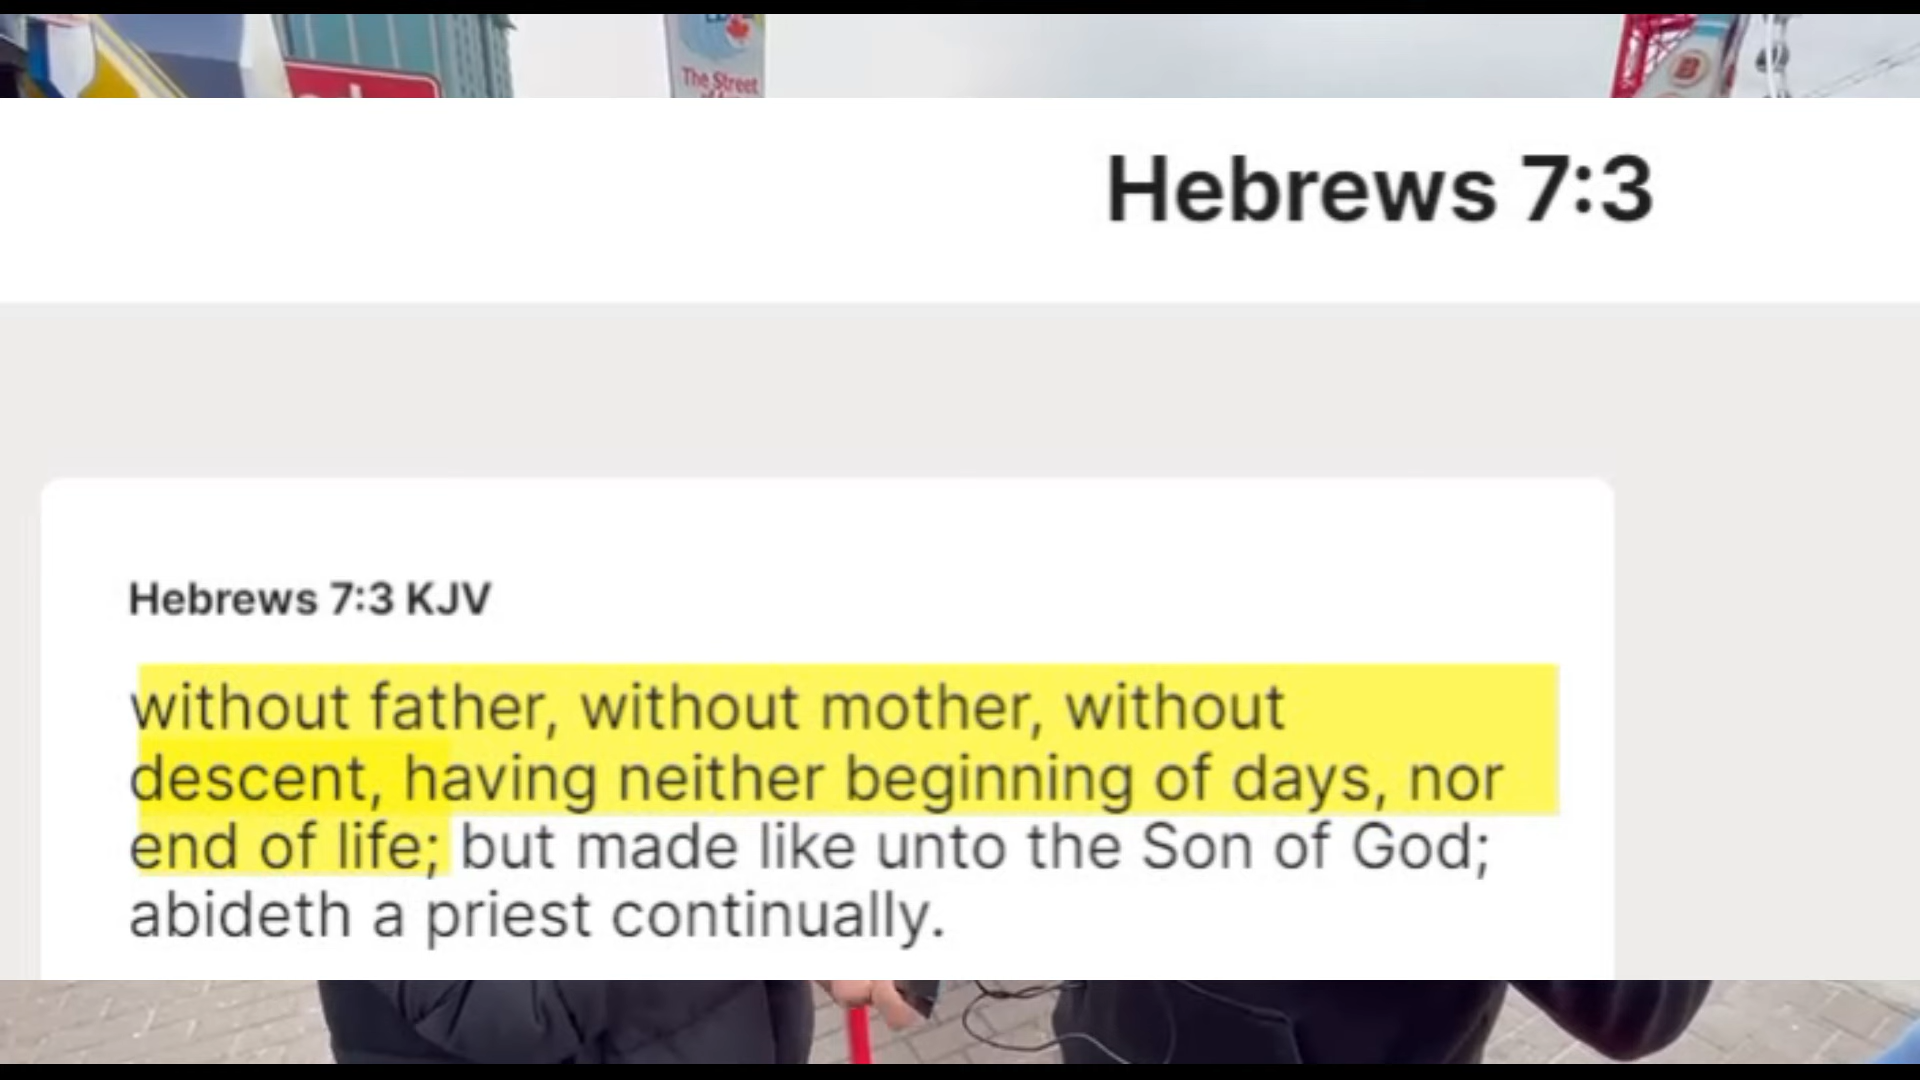 The Street
B
Hebrews 7:3
Hebrews 7:3 KJV
without father, without mother, without
descent, having neither beginning of days, nor
end of life; but made like unto the Son of God;
abideth a priest continually.